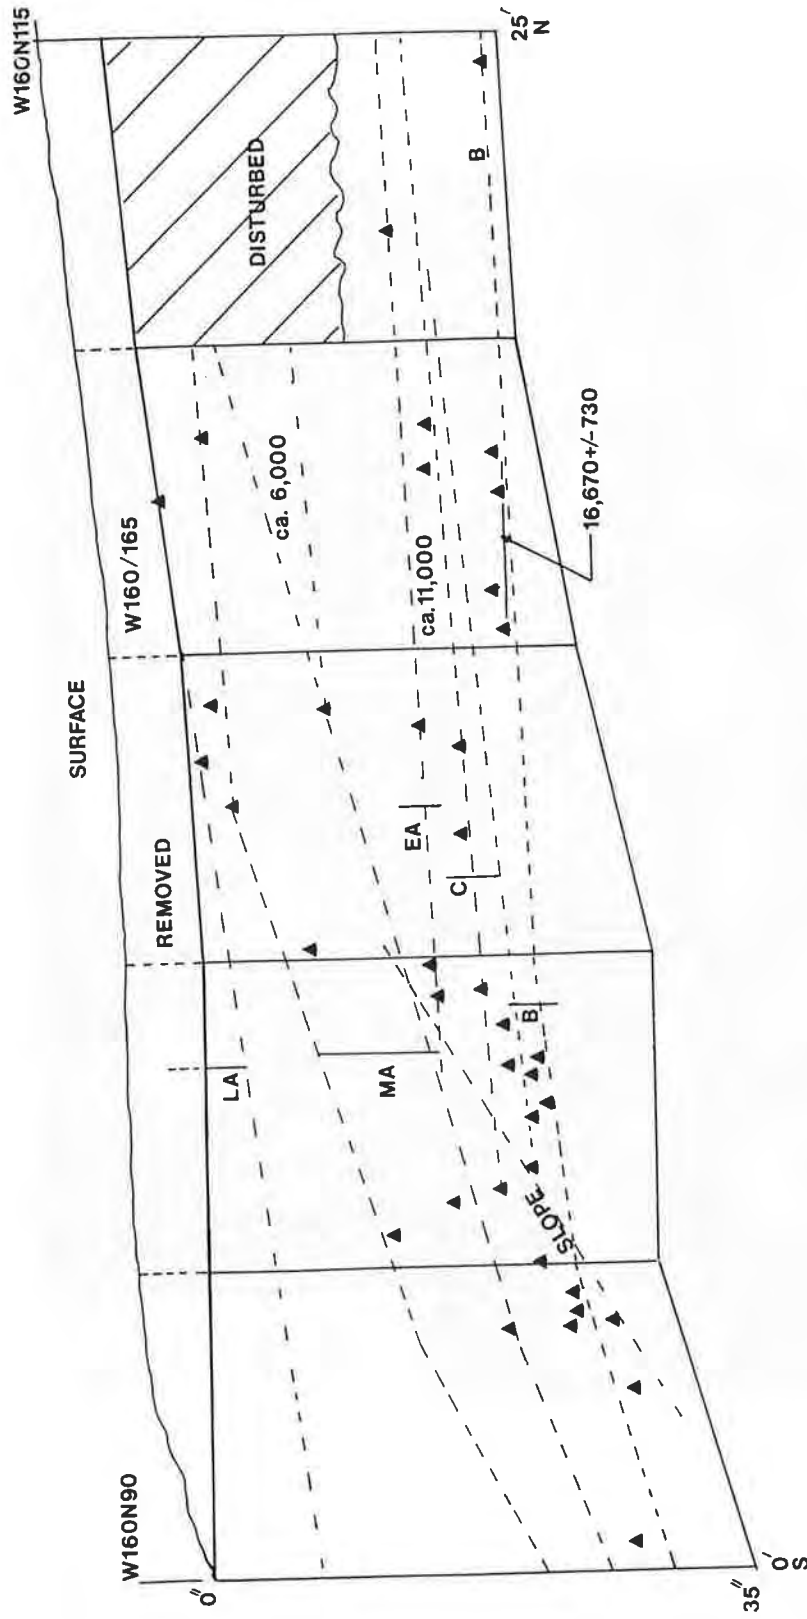 W160N90
W160N115
SURFACE
REMOVED
W160/165
DISTURBED
LA
MA
EA
C
B
B
SLOPE
ca. 6,000
ca. 11,000
16,670+/-730
0"
35"
0'
S
25'
N